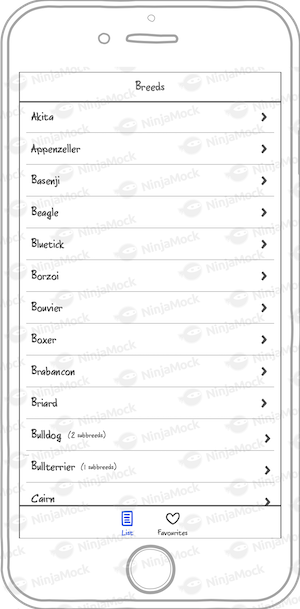 Breeds
Akita
Appenzeller
Basenji
Beagle
Bluetick
Borzoi
Bouvier
Boxer
Brabancon
Briard
Bulldog (2 subbreeds)
Bullterrier (1 subbreeds)
Cairn
List Favourites
NinjaMock